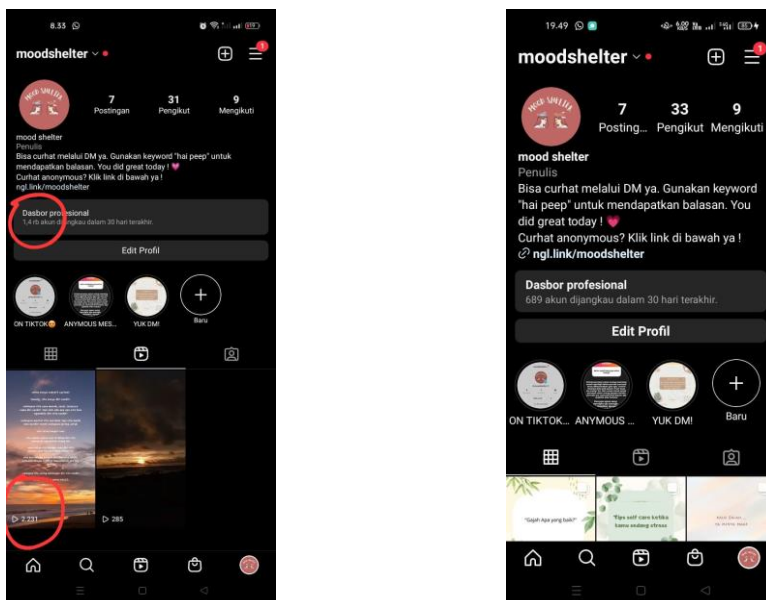 8.33
moodshelter
MOOD SHELTER
7
31
9
Postingan
Pengikut
Mengikuti
mood shelter
Penulis
Bisa curhat melalui DM ya. Gunakan keyword "hai peep" untuk
mendapatkan balasan. You did great today ! 💗
Curhat anonymous? Klik link di bawah ya !
ngl.link/moodshelter
Dasbor profesional
1,4 rb akun dijangkau dalam 30 hari terakhir.
Edit Profil
ON TIKTOK
ANYMOUS MES...
YUK DM!
Baru
2.231
285
19.49
moodshelter
1
MOOD SHELTER
7
33
9
Posting...
Pengikut
Mengikuti
mood shelter
Penulis
Bisa curhat melalui DM ya. Gunakan keyword
"hai peep" untuk mendapatkan balasan. You
did great today ! 💗
Curhat anonymous? Klik link di bawah ya !
ngl.link/moodshelter
Dasbor profesional
689 akun dijangkau dalam 30 hari terakhir.
Edit Profil
ON TIKTOK...
ANYMOUS ...
YUK DM!
Baru
"Gajah Apa yang baik?"
Tips self care ketika
kamu sedang stress